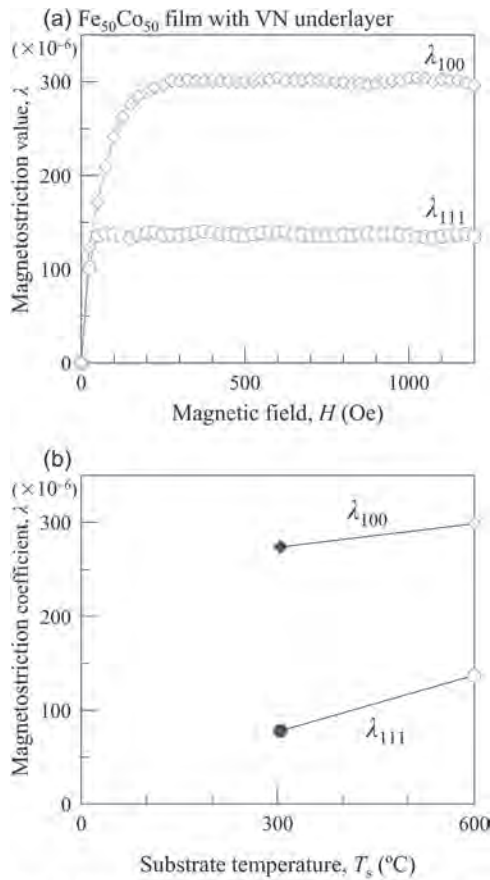 (a) Fe₅₀Co₅₀ film with VN underlayer
(×10⁻⁶)
400
300
200
100
0
Magnetostriction value, λ
λ₁₀₀
λ₁₁₁
0
500
1000
Magnetic field, H (Oe)
(b)
(×10⁻⁶)
300
200
100
0
Magnetostriction coefficient, λ
λ₁₀₀
λ₁₁₁
0
300
600
Substrate temperature, Tₛ (ºC)